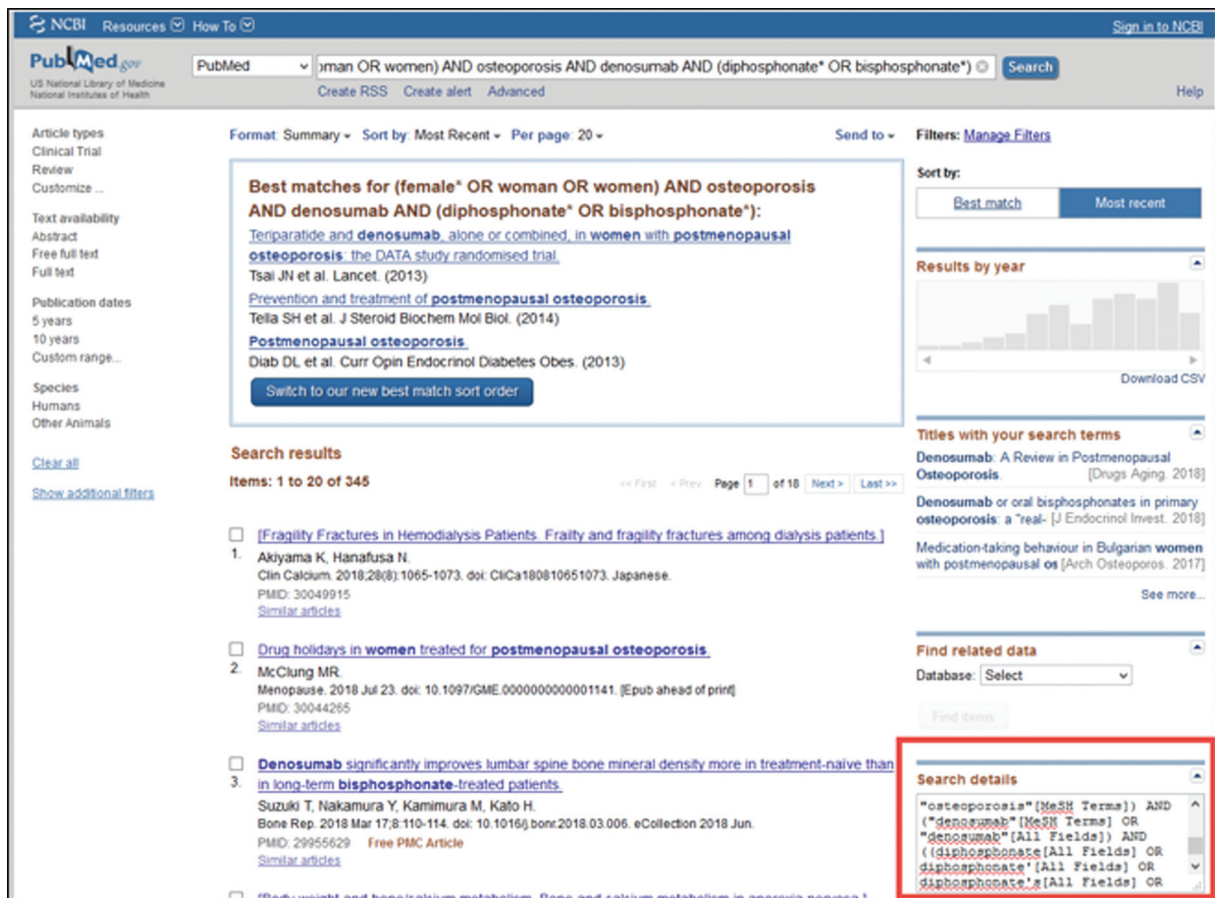 NCBI Resources How To Sign in to NCBI
PubMed.gov
US National Library of Medicine
National Institutes of Health
PubMed
oman OR women) AND osteoporosis AND denosumab AND (diphosphonate* OR bisphosphonate*)
Search
Create RSS Create alert Advanced
Help
Article types
Clinical Trial
Review
Customize ...
Text availability
Abstract
Free full text
Full text
Publication dates
5 years
10 years
Custom range...
Species
Humans
Other Animals
Clear all
Show additional filters
Format: Summary Sort by: Most Recent Per page: 20 Send to
Best matches for (female* OR woman OR women) AND osteoporosis
AND denosumab AND (diphosphonate* OR bisphosphonate*):
Teriparatide and denosumab, alone or combined, in women with postmenopausal
osteoporosis: the DATA study randomised trial.
Tsai JN et al. Lancet. (2013)
Prevention and treatment of postmenopausal osteoporosis.
Tella SH et al. J Steroid Biochem Mol Biol. (2014)
Postmenopausal osteoporosis.
Diab DL et al. Curr Opin Endocrinol Diabetes Obes. (2013)
Switch to our new best match sort order
Search results
Items: 1 to 20 of 345
<< First < Prev Page 1 of 18 Next > Last >>
[Fragility Fractures in Hemodialysis Patients. Frailty and fragility fractures among dialysis patients.]
1. Akiyama K, Hanafusa N.
Clin Calcium. 2018;28(8):1065-1073. doi: CliCa180810651073. Japanese.
PMID: 30049915
Similar articles
Drug holidays in women treated for postmenopausal osteoporosis.
2. McClung MR.
Menopause. 2018 Jul 23. doi: 10.1097/GME.0000000000001141. [Epub ahead of print]
PMID: 30044265
Similar articles
Denosumab significantly improves lumbar spine bone mineral density more in treatment-naïve than
3. in long-term bisphosphonate-treated patients.
Suzuki T, Nakamura Y, Kamimura M, Kato H.
Bone Rep. 2018 Mar 17;8:110-114. doi: 10.1016/j.bonr.2018.03.006. eCollection 2018 Jun.
PMID: 29955629 Free PMC Article
Similar articles
[Body weight and bone/calcium metabolism. Bone and calcium metabolism in anorexia nervosa.]
Filters: Manage Filters
Sort by:
Best match Most recent
Results by year
Download CSV
Titles with your search terms
Denosumab: A Review in Postmenopausal
Osteoporosis. [Drugs Aging. 2018]
Denosumab or oral bisphosphonates in primary
osteoporosis: a "real- [J Endocrinol Invest. 2018]
Medication-taking behaviour in Bulgarian women
with postmenopausal os [Arch Osteoporos. 2017]
See more...
Find related data
Database: Select
Find items
Search details
"osteoporosis"[MeSH Terms]) AND
("denosumab"[MeSH Terms] OR
"denosumab"[All Fields]) AND
((diphosphonate[All Fields] OR
diphosphonate'[All Fields] OR
diphosphonate's[All Fields] OR